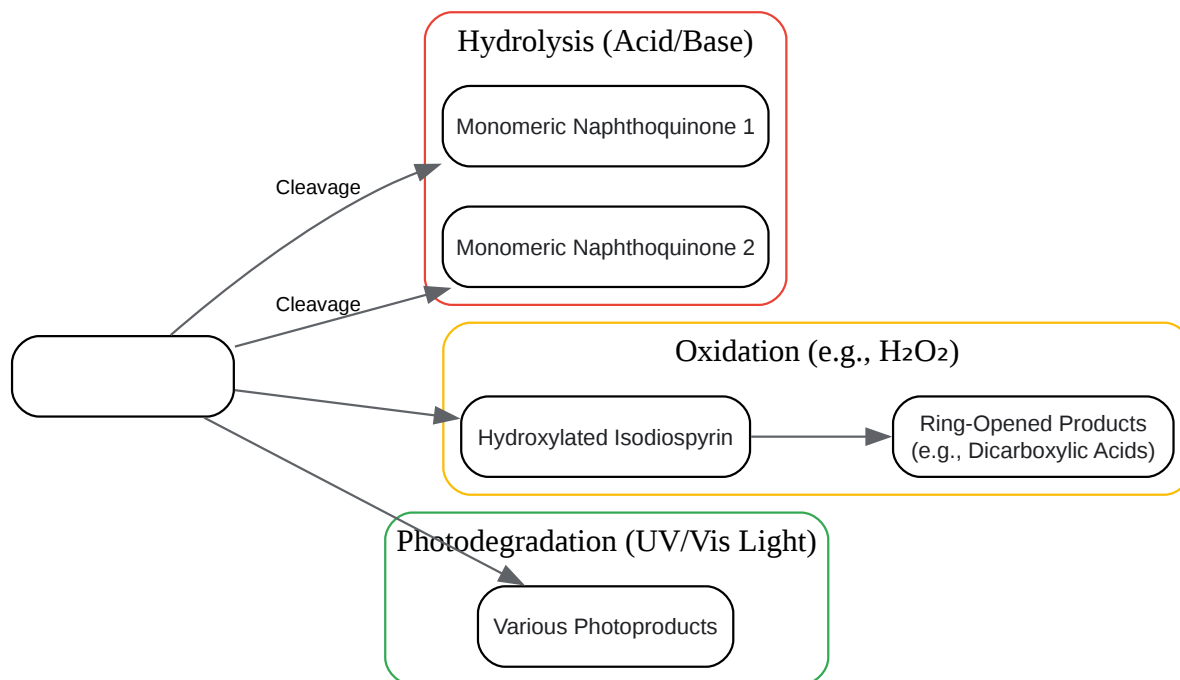 Hydrolysis (Acid/Base)
Monomeric Naphthoquinone 1
Cleavage
Monomeric Naphthoquinone 2
Cleavage
Oxidation (e.g., H₂O₂)
Hydroxylated Isodiospyrin
Ring-Opened Products
(e.g., Dicarboxylic Acids)
Photodegradation (UV/Vis Light)
Various Photoproducts